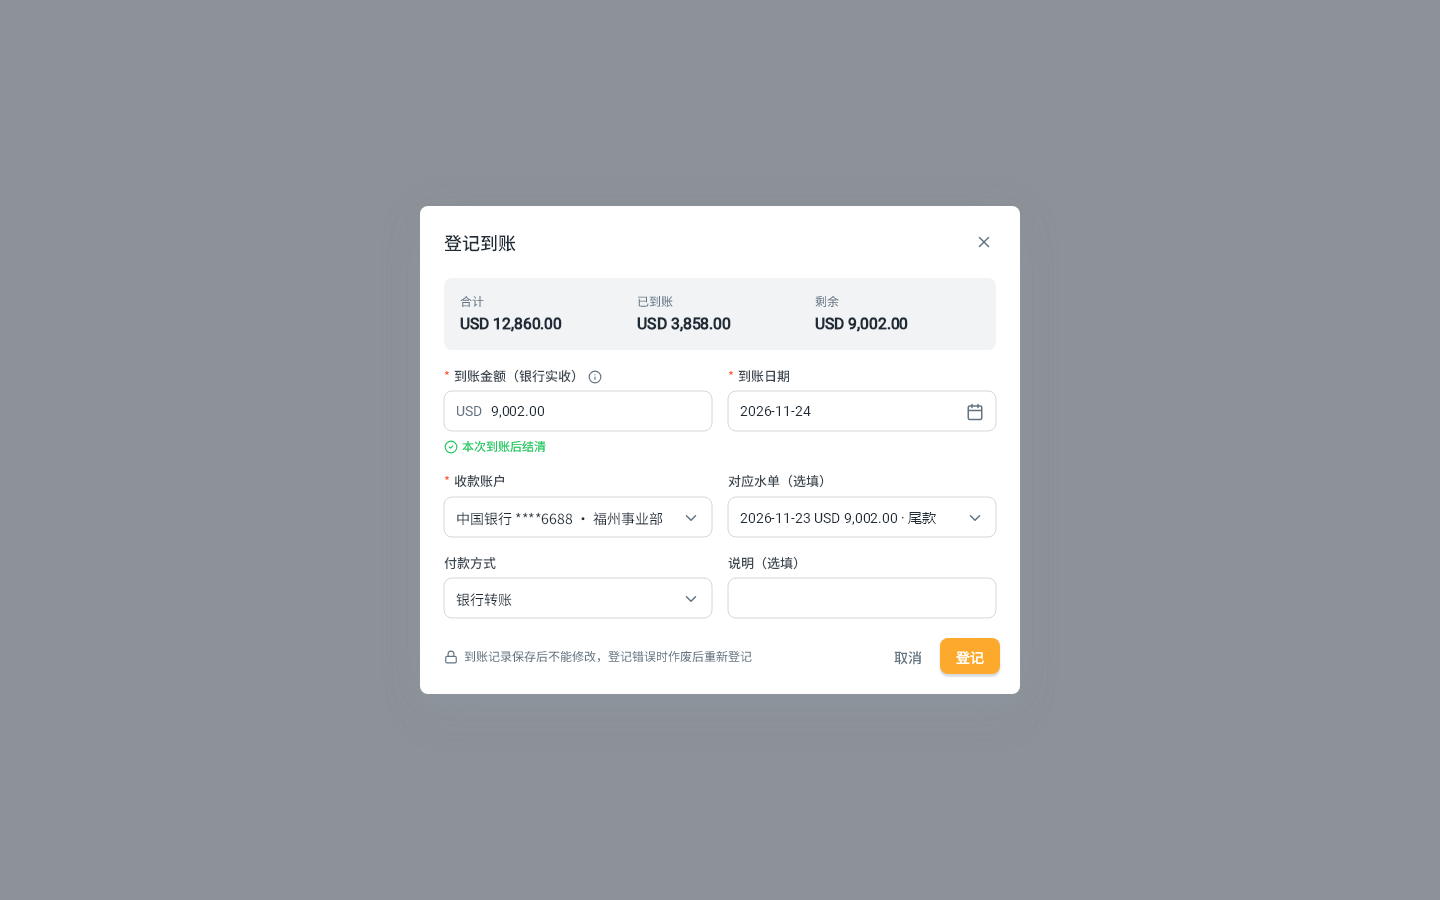 登记到账
合计 已到账 剩余
USD 12,860.00 USD 3,858.00 USD 9,002.00
* 到账金额（银行实收） * 到账日期
USD 9,002.00 2026-11-24
本次到账后结清
* 收款账户 对应水单（选填）
中国银行 ****6688 • 福州事业部 2026-11-23 USD 9,002.00 · 尾款
付款方式 说明（选填）
银行转账
到账记录保存后不能修改，登记错误时作废后重新登记 取消 登记